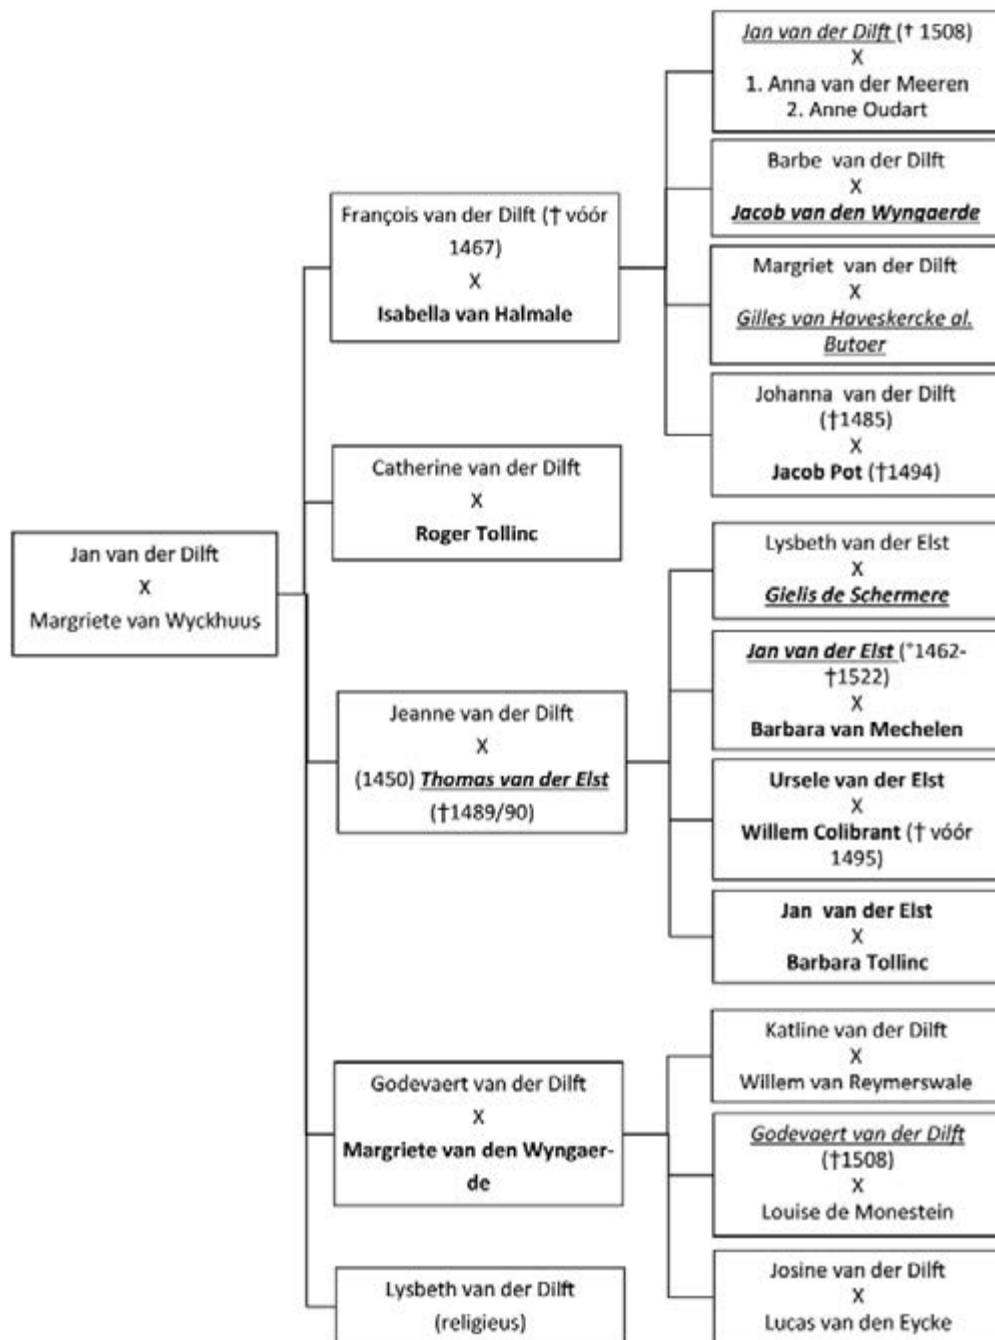 Jan van der Dilft
X
Margriete van Wyckhuus
François van der Dilft († vóór
1467)
X
Isabella van Halmale
Catherine van der Dilft
X
Roger Tollinc
Jeanne van der Dilft
X
(1450) Thomas van der Elst
(†1489/90)
Godevaert van der Dilft
X
Margriete van den Wyngaer-
de
Lysbeth van der Dilft
(religieus)
Jan van der Dilft († 1508)
X
1. Anna van der Meeren
2. Anne Oudart
Barbe van der Dilft
X
Jacob van den Wyngaerde
Margriet van der Dilft
X
Gilles van Haveskercke al.
Butoer
Johanna van der Dilft
(†1485)
X
Jacob Pot (†1494)
Lysbeth van der Elst
X
Gielis de Schermere
Jan van der Elst (°1462-
†1522)
X
Barbara van Mechelen
Ursele van der Elst
X
Willem Colibrant († vóór
1495)
Jan van der Elst
X
Barbara Tollinc
Katline van der Dilft
X
Willem van Reymerswale
Godevaert van der Dilft
(†1508)
X
Louise de Monestein
Josine van der Dilft
X
Lucas van den Eycke